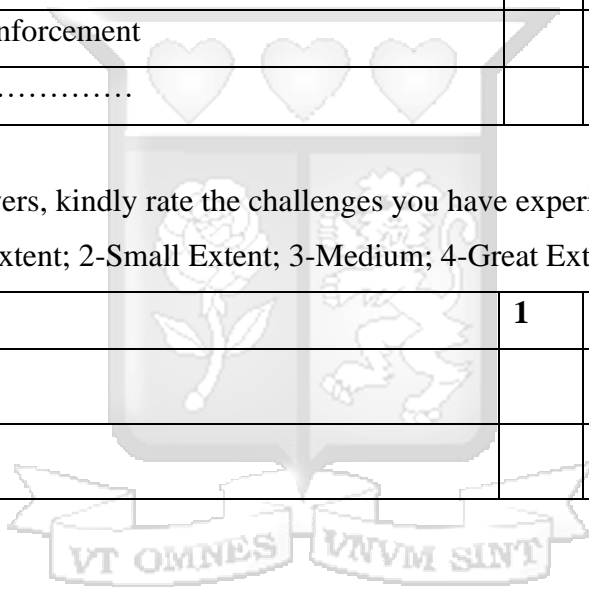 nforcement
………….
ers, kindly rate the challenges you have exper
xtent; 2-Small Extent; 3-Medium; 4-Great Ext
1
VT OMNES VNVM SINT